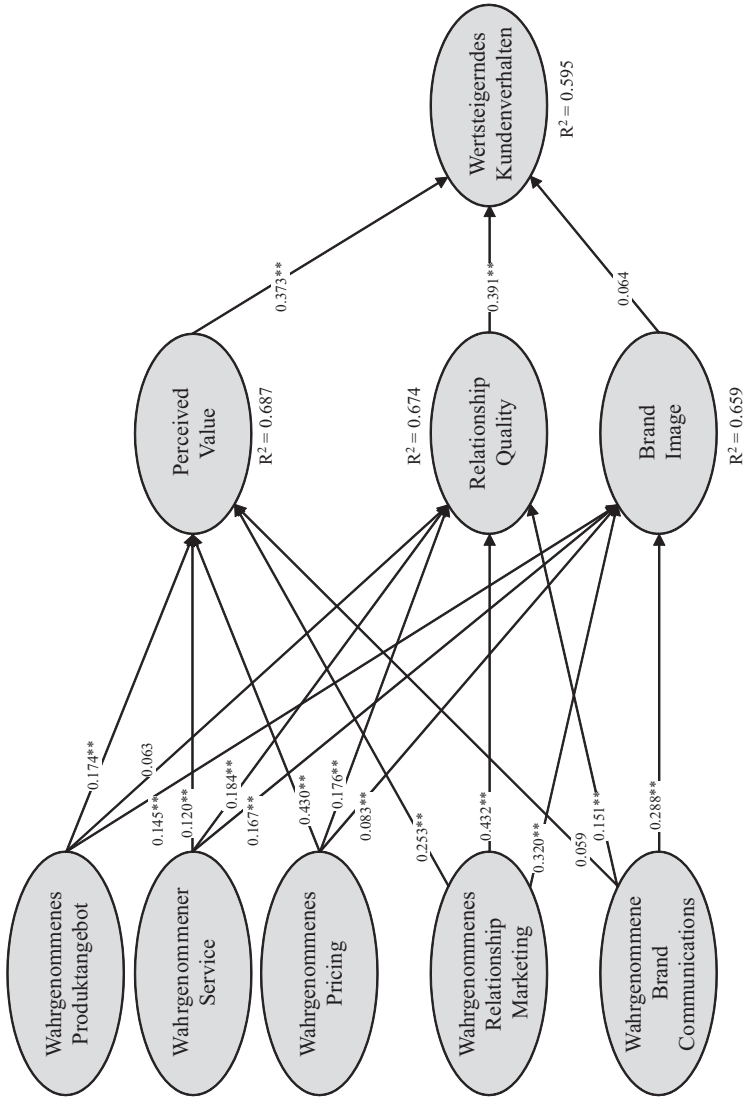 Wahrgenommenes
Produktangebot
Wahrgenommener
Service
Wahrgenommenes
Pricing
Wahrgenommenes
Relationship
Marketing
Wahrgenommene
Brand
Communications
0.174**
0.063
0.145**
0.120**
0.184**
0.167**
0.430**
0.176**
0.083**
0.253**
0.432**
0.320**
0.059
0.151**
0.288**
Perceived
Value
R² = 0.687
Relationship
Quality
R² = 0.674
Brand
Image
R² = 0.659
0.373**
0.391**
0.064
Wertsteigerndes
Kundenverhalten
R² = 0.595